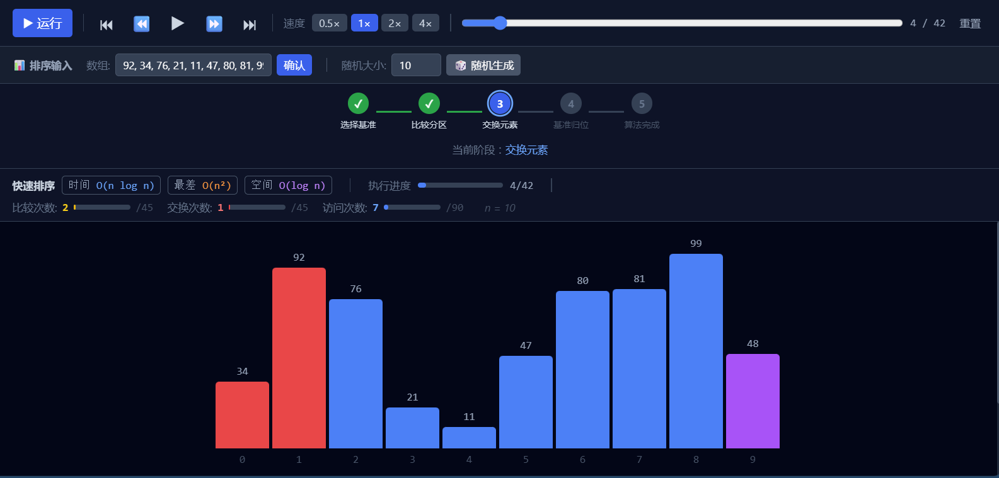 ▶ 运行 ⏮ ⏪ ▶ ⏩ ⏭ 速度 0.5× 1× 2× 4× 4 / 42 重置
📊 排序输入 数组: 92, 34, 76, 21, 11, 47, 80, 81, 9 确认 随机大小: 10 🎲 随机生成
✓ ✓ 3 4 5
选择基准 比较分区 交换元素 基准归位 算法完成
当前阶段：交换元素
快速排序 时间 O(n log n) 最差 O(n²) 空间 O(log n) 执行进度 4/42
比较次数: 2 /45 交换次数: 1 /45 访问次数: 7 /90 n = 10
34 92 76 21 11 47 80 81 99 48
0 1 2 3 4 5 6 7 8 9